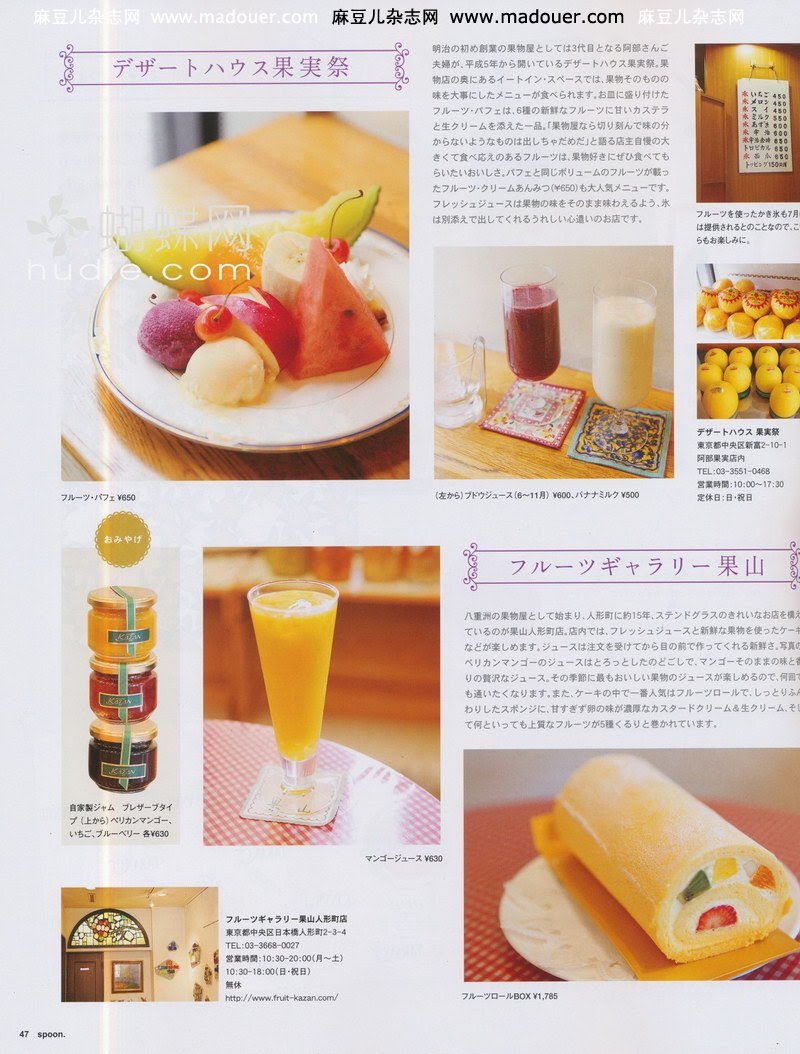 麻豆儿杂志网 www.madouer.com 麻豆儿杂志网 www.madouer.com 麻豆儿杂志网
デザートハウス果実祭
明治の初め創業の果物屋としては3代目となる阿部さんご
夫婦が、平成5年から開いているデザートハウス果実祭。果
物店の奥にあるイートイン・スペースでは、果物そのものの
味を大事にしたメニューが食べられます。お皿に盛り付けた
フルーツ・パフェは、6種の新鮮なフルーツに甘いカステラ
と生クリームを添えた一品。「果物屋なら切り刻んで味の分
からないようなものは出しちゃだめだ」と語る店主自慢の大
きくて食べ応えのあるフルーツは、果物好きにぜひ食べても
らいたいおいしさ。パフェと同じボリュームのフルーツが載っ
たフルーツ・クリームあんみつ(¥650)も大人気メニューです。
フレッシュジュースは果物の味をそのまま味わえるよう、氷
は別添えで出してくれるうれしい心遣いのお店です。
氷いちご 450
氷メロン 450
氷スイ 450
氷ミルク 550
氷あずき 600
氷宇治 600
氷宇治金時
トロピカル
トッピング150
フルーツを使ったかき氷も7月
は提供されるとのことなので、こ
らもお楽しみに。
蝴蝶网
hudie.com
フルーツ・パフェ ¥650
(左から)ブドウジュース(6〜11月) ¥600、バナナミルク ¥500
デザートハウス 果実祭
東京都中央区新富2-10-1
阿部果実店内
TEL:03-3551-0468
営業時間:10:00〜17:30
定休日:日・祝日
おみやげ
KAZAN
KAZAN
KAZAN
自家製ジャム プレザーブタイ
プ (上から)ペリカンマンゴー、
いちご、ブルーベリー 各¥630
果山
マンゴージュース ¥630
フルーツギャラリー果山
八重洲の果物屋として始まり、人形町に約15年、ステンドグラスのきれいなお店を構え
ているのが果山人形町店。店内では、フレッシュジュースと新鮮な果物を使ったケーキ
などが楽しめます。ジュースは注文を受けてから目の前で作ってくれる新鮮さ。写真の
ペリカンマンゴーのジュースはとろっとしたのどごしで、マンゴーそのままの味と香
りの贅沢なジュース。その季節に最もおいしい果物のジュースが楽しめるので、何回で
も通いたくなります。また、ケーキの中で一番人気はフルーツロールで、しっとりふん
わりしたスポンジに、甘すぎず卵の味が濃厚なカスタードクリーム&生クリーム、そし
て何といっても上質なフルーツが5種くるりと巻かれています。
フルーツロールBOX ¥1,785
フルーツギャラリー果山人形町店
東京都中央区日本橋人形町2-3-4
TEL:03-3668-0027
営業時間:10:30-20:00(月〜土)
10:30-18:00(日・祝日)
無休
http://www.fruit-kazan.com/
47 spoon.